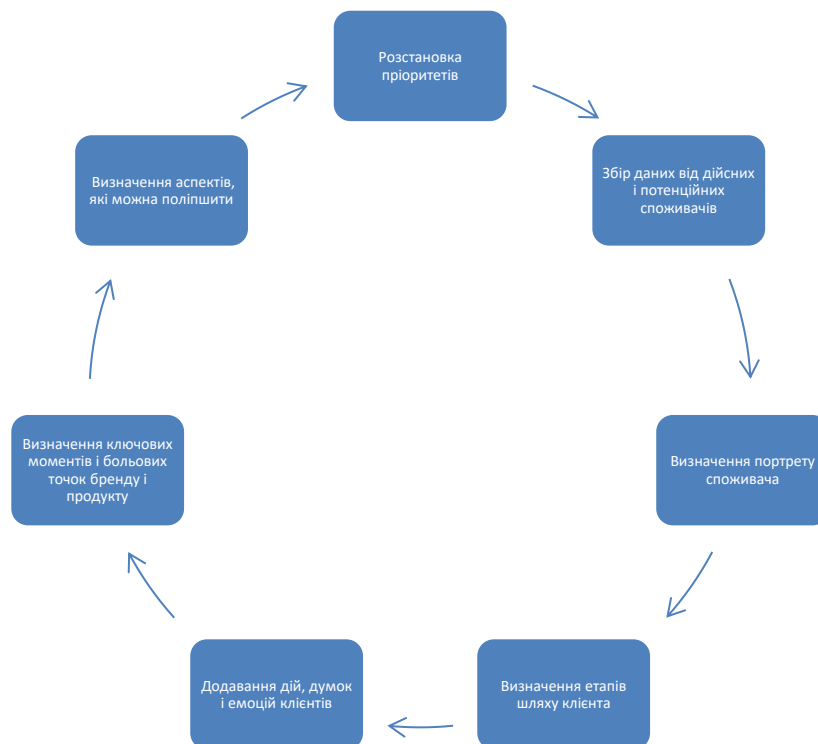 Розстановка
пріоритетів
Збір даних від дійсних
і потенційних
споживачів
Визначення портрету
споживача
Визначення етапів
шляху клієнта
Додавання дій, думок
і емоцій клієнтів
Визначення ключових
моментів і больових
точок бренду і
продукту
Визначення аспектів,
які можна поліпшити